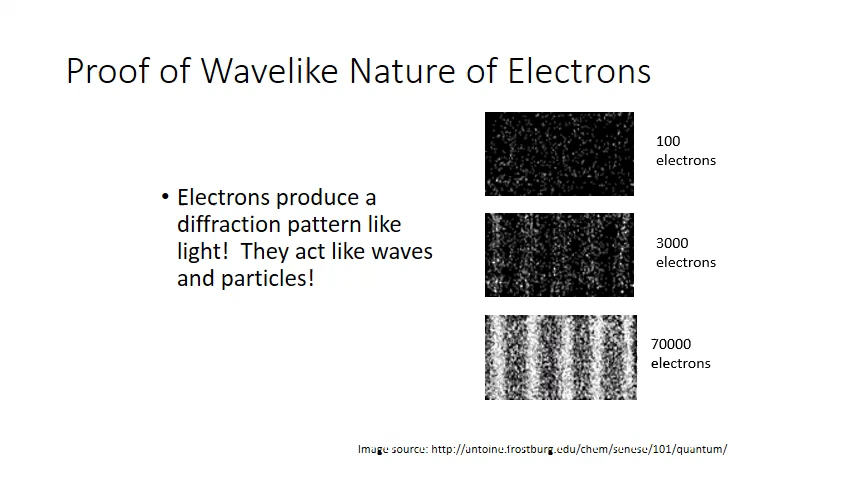 Proof of Wavelike Nature of Electrons
• Electrons produce a
diffraction pattern like
light! They act like waves
and particles!
100
electrons
3000
electrons
70000
electrons
Image source: http://antoine.frostburg.edu/chem/senese/101/quantum/